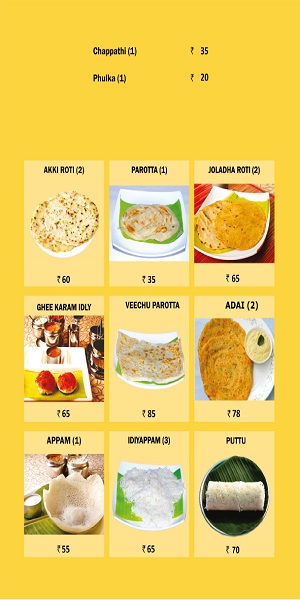 Chappathi (1) ₹ 35
Phulka (1) ₹ 20
AKKI ROTI (2) PAROTTA (1) JOLADHA ROTI (2)
₹ 60 ₹ 35 ₹ 65
GHEE KARAM IDLY VEECHU PAROTTA ADAI (2)
₹ 65 ₹ 85 ₹ 78
APPAM (1) IDIYAPPAM (3) PUTTU
₹ 55 ₹ 65 ₹ 70